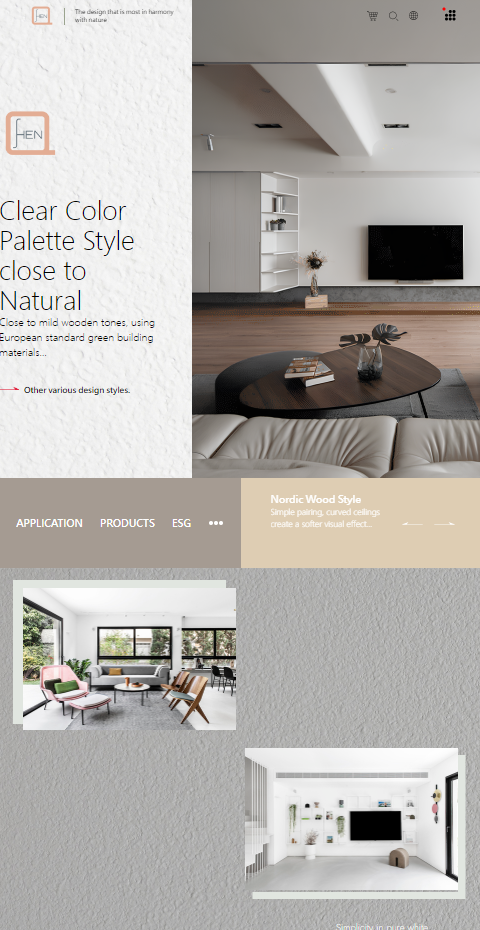 The design that is most in harmony
with nature
HEN
Clear Color
Palette Style
close to
Natural
Close to mild wooden tones, using
European standard green building
materials...
Other various design styles.
APPLICATION PRODUCTS ESG •••
Nordic Wood Style
Simple pairing, curved ceilings
create a softer visual effect...
Simplicity in pure white